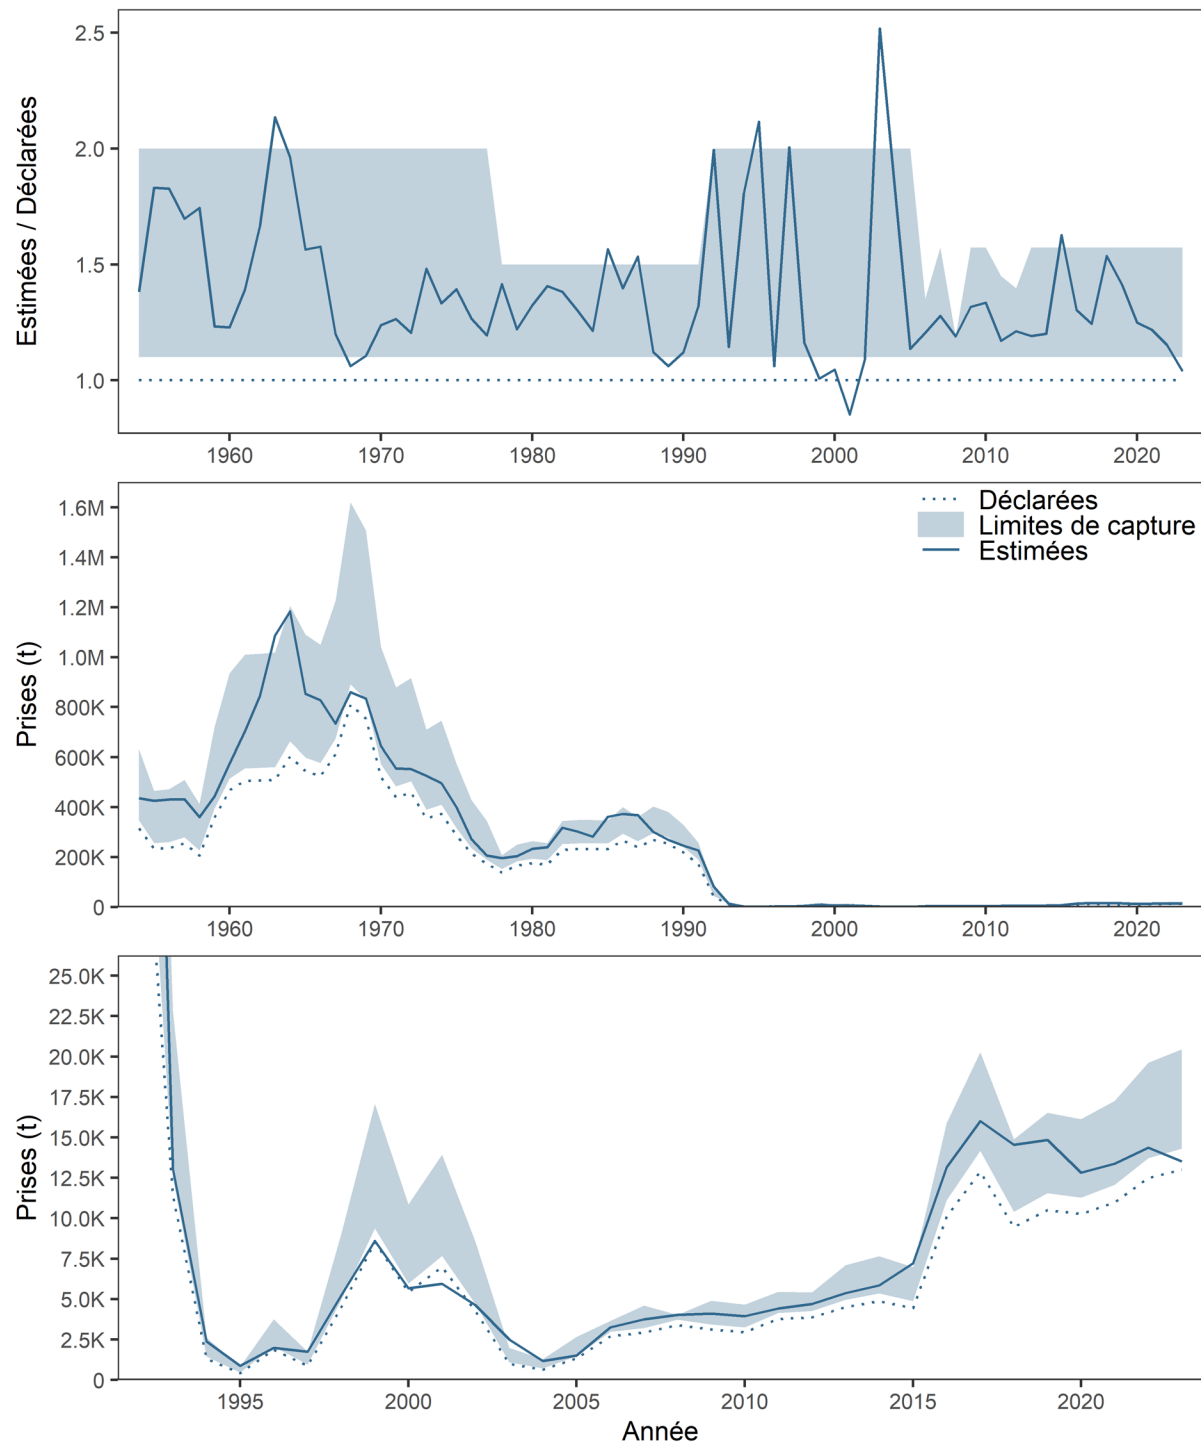 Estimées / Déclarées
2.5
2.0
1.5
1.0
1960 1970 1980 1990 2000 2010 2020
Prises (t)
1.6M
1.4M
1.2M
1.0M
800K
600K
400K
200K
0
Déclarées
Limites de capture
Estimées
1960 1970 1980 1990 2000 2010 2020
Prises (t)
25.0K
22.5K
20.0K
17.5K
15.0K
12.5K
10.0K
7.5K
5.0K
2.5K
0
1995 2000 2005 2010 2015 2020
Année